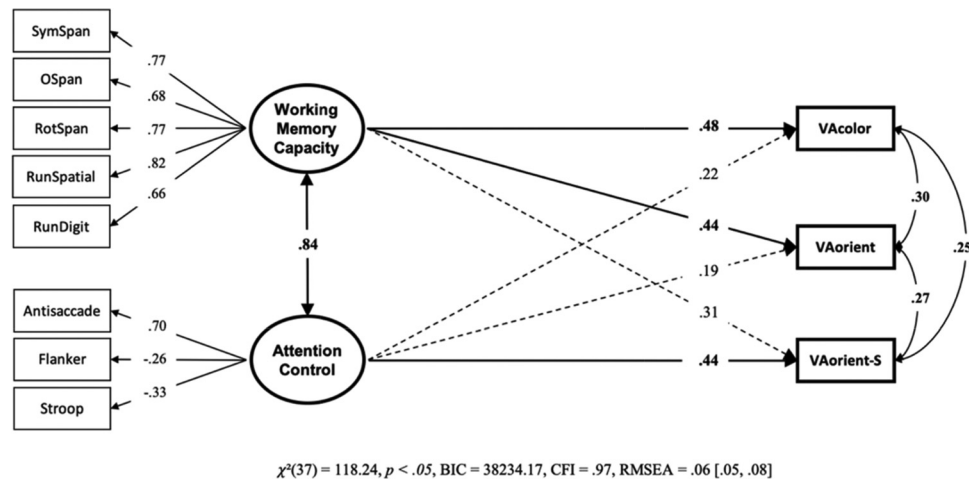 SymSpan
OSpan
RotSpan
RunSpatial
RunDigit
.77
.68
.77
.82
.66
Working
Memory
Capacity
.84
Antisaccade
Flanker
Stroop
.70
-.26
-.33
Attention
Control
.48
.22
.44
.19
.31
.44
VAcolor
VAorient
VAorient-S
.30
.25
.27
χ²(37) = 118.24, p < .05, BIC = 38234.17, CFI = .97, RMSEA = .06 [.05, .08]